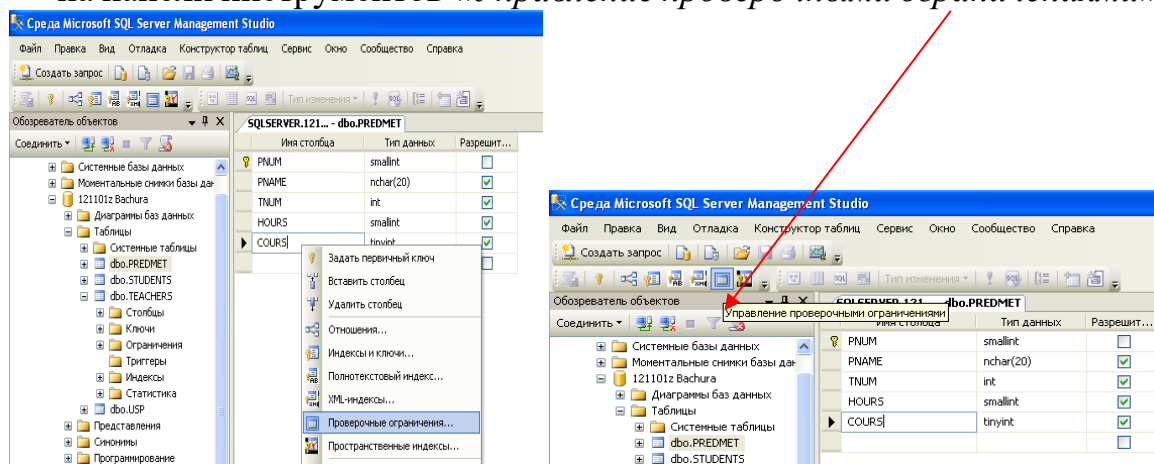 на панели инструментов «Управление проверочными ограничениями»
Среда Microsoft SQL Server Management Studio
Файл Правка Вид Отладка Конструктор таблиц Сервис Окно Сообщество Справка
Создать запрос
Тип изменения
Обозреватель объектов
SQLSERVER.121... - dbo.PREDMET
Соединить
Имя столбца Тип данных Разрешит...
PNUM smallint
PNAME nchar(20)
TNUM int
HOURS smallint
COURS tinyint
Системные базы данных
Моментальные снимки базы дан
121101z Bachura
Диаграммы баз данных
Таблицы
Системные таблицы
dbo.PREDMET
dbo.STUDENTS
dbo.TEACHERS
Столбцы
Ключи
Ограничения
Триггеры
Индексы
Статистика
dbo.USP
Представления
Синонимы
Программирование
Задать первичный ключ
Вставить столбец
Удалить столбец
Отношения...
Индексы и ключи...
Полнотекстовый индекс...
XML-индексы...
Проверочные ограничения...
Пространственные индексы...
Среда Microsoft SQL Server Management Studio
Файл Правка Вид Отладка Конструктор таблиц Сервис Окно Сообщество Справка
Создать запрос
Тип изменения
Обозреватель объектов
dbo.PREDMET
Управление проверочными ограничениями
Соединить
Имя столбца Тип данных Разрешит...
PNUM smallint
PNAME nchar(20)
TNUM int
HOURS smallint
COURS tinyint
Системные базы данных
Моментальные снимки базы дан
121101z Bachura
Диаграммы баз данных
Таблицы
Системные таблицы
dbo.PREDMET
dbo.STUDENTS